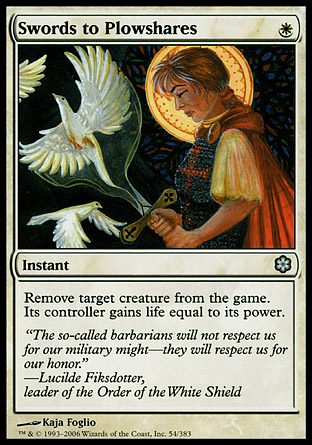 Swords to Plowshares
Instant
Remove target creature from the game.
Its controller gains life equal to its power.
“The so-called barbarians will not respect us
for our military might—they will respect us for
our honor.”
—Lucilde Fiksdotter,
leader of the Order of the White Shield
Kaja Foglio
™ & © 1993–2006 Wizards of the Coast, Inc. 54/383